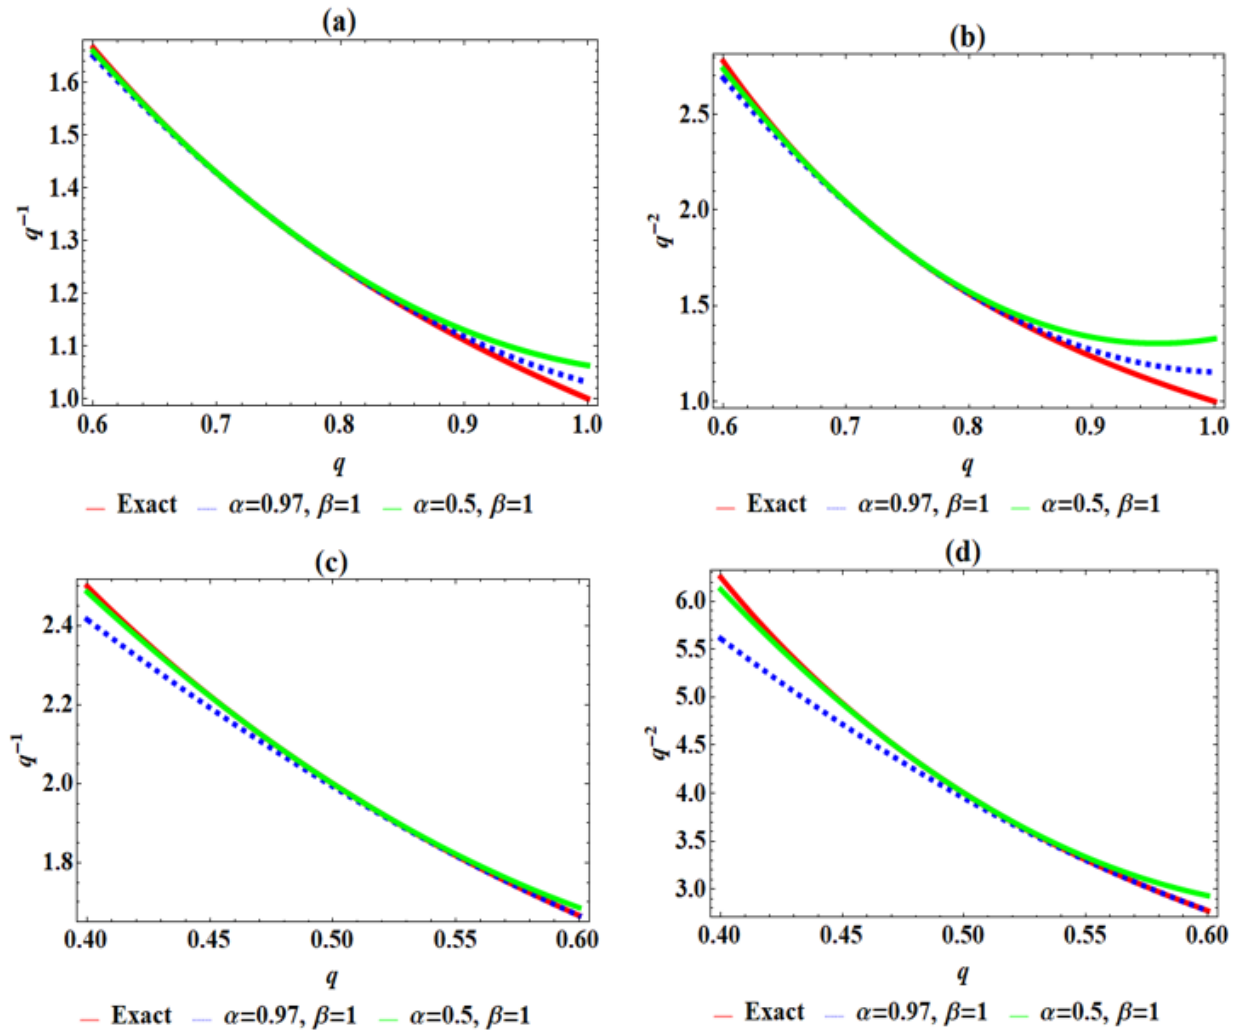 (a)
(b)
q⁻¹
1.6
1.5
1.4
1.3
1.2
1.1
1.0
0.6 0.7 0.8 0.9 1.0
q
— Exact — α=0.97, β=1 — α=0.5, β=1
q⁻²
2.5
2.0
1.5
1.0
0.6 0.7 0.8 0.9 1.0
q
— Exact — α=0.97, β=1 — α=0.5, β=1
(c)
(d)
q⁻¹
2.4
2.2
2.0
1.8
0.40 0.45 0.50 0.55 0.60
q
— Exact — α=0.97, β=1 — α=0.5, β=1
q⁻²
6.0
5.5
5.0
4.5
4.0
3.5
3.0
0.40 0.45 0.50 0.55 0.60
q
— Exact — α=0.97, β=1 — α=0.5, β=1